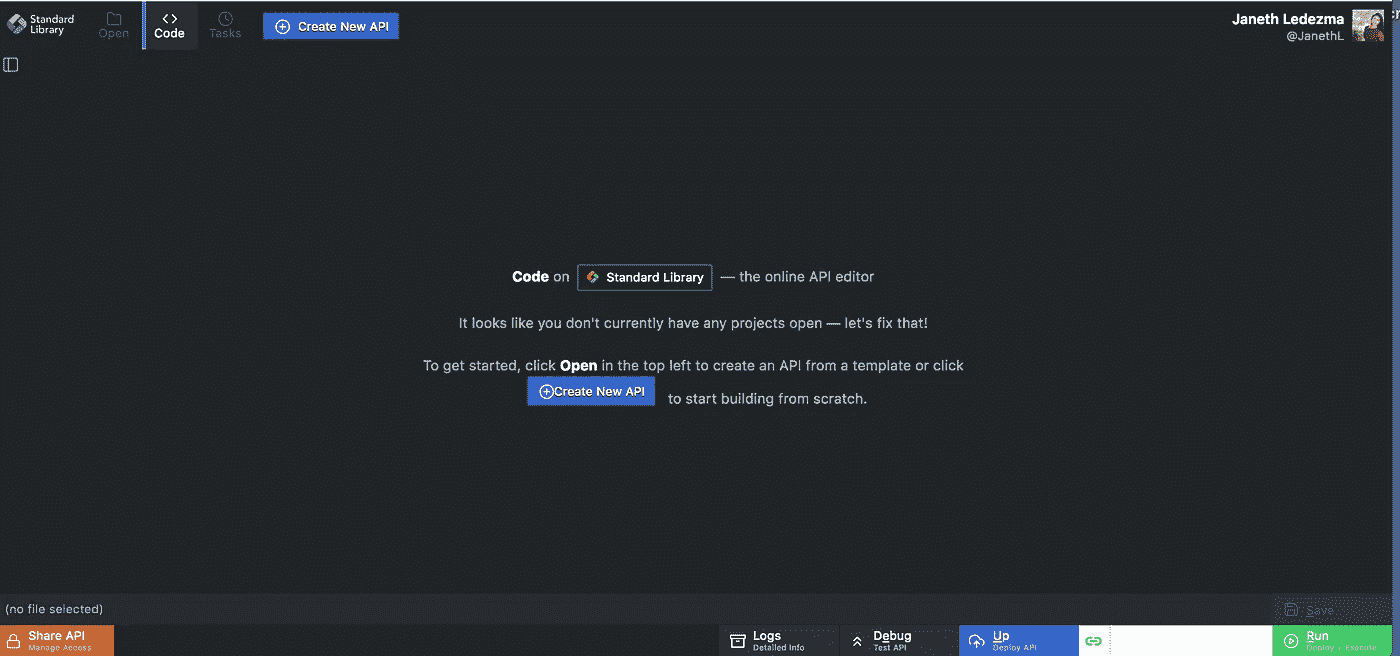 Standard
Library
Open
Code
Tasks
Create New API
Janeth Ledezma
@JanethL
Code on Standard Library — the online API editor
It looks like you don't currently have any projects open — let's fix that!
To get started, click Open in the top left to create an API from a template or click
Create New API to start building from scratch.
(no file selected)
Save
Share API
Manage Access
Logs
Detailed Info
Debug
Test API
Up
Deploy API
Run
Deploy + Execute